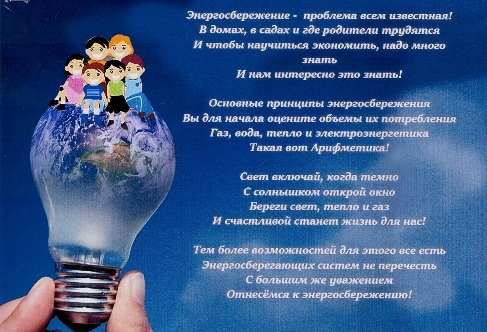 Энергосбережение - проблема всем известная!
В домах, в садах и где родители трудятся
И чтобы научиться экономить, надо много
знать
И нам интересно это знать!
Основные принципы энергосбережения
Вы для начала оцените объемы их потребления
Газ, вода, тепло и электроэнергетика
Такая вот Арифметика!
Свет включай, когда темно
С солнышком открой окно
Береги свет, тепло и газ
И счастливой станет жизнь для нас!
Тем более возможностей для этого все есть
Энергосберегающих систем не перечесть
С большим же уважением
Отнесёмся к энергосбережению!